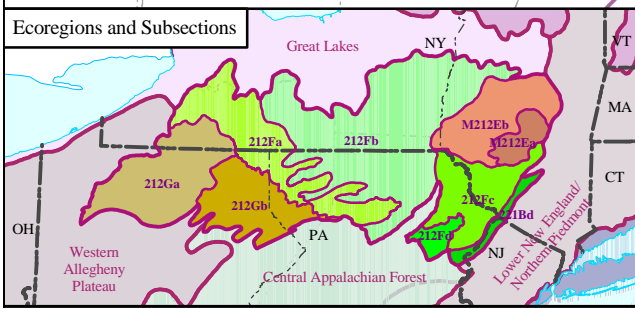 Ecoregions and Subsections
Great Lakes
NY
VT
MA
M212Eb
M212Ea
212Fa
212Fb
CT
212Ga
212Gb
212Fc
221Bd
212Fd
OH
PA
NJ
Western
Allegheny
Plateau
Central Appalachian Forest
Lower New England/
Northern Piedmont